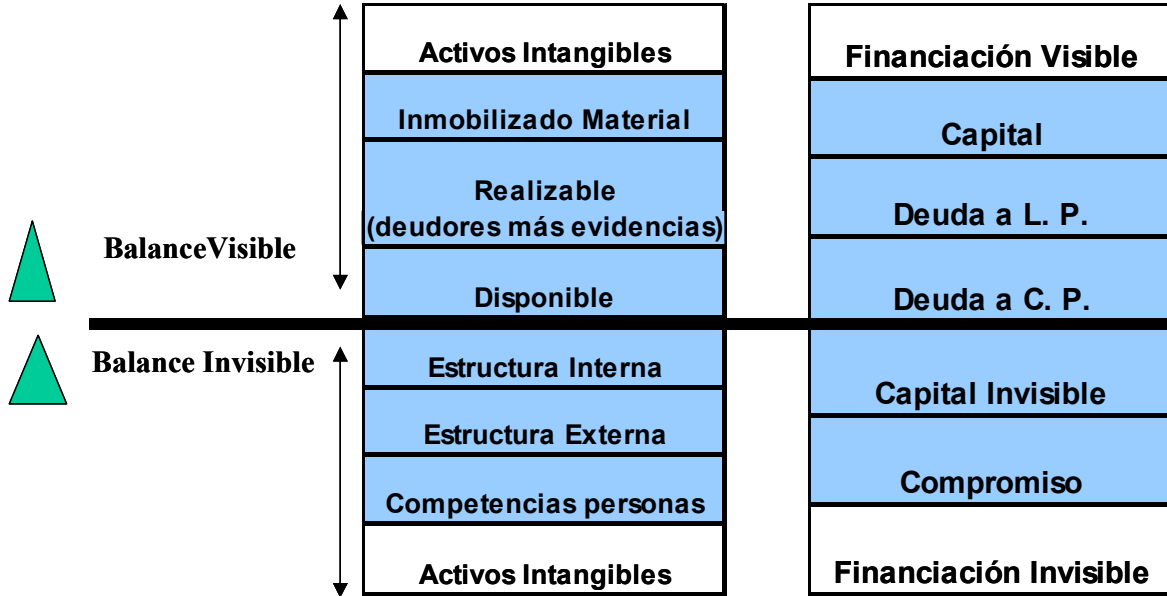 Activos Intangibles
Inmobilizado Material
Realizable
(deudores más evidencias)
Disponible
Estructura Interna
Estructura Externa
Competencias personas
Activos Intangibles
Financiación Visible
Capital
Deuda a L. P.
Deuda a C. P.
Capital Invisible
Compromiso
Financiación Invisible
BalanceVisible
Balance Invisible